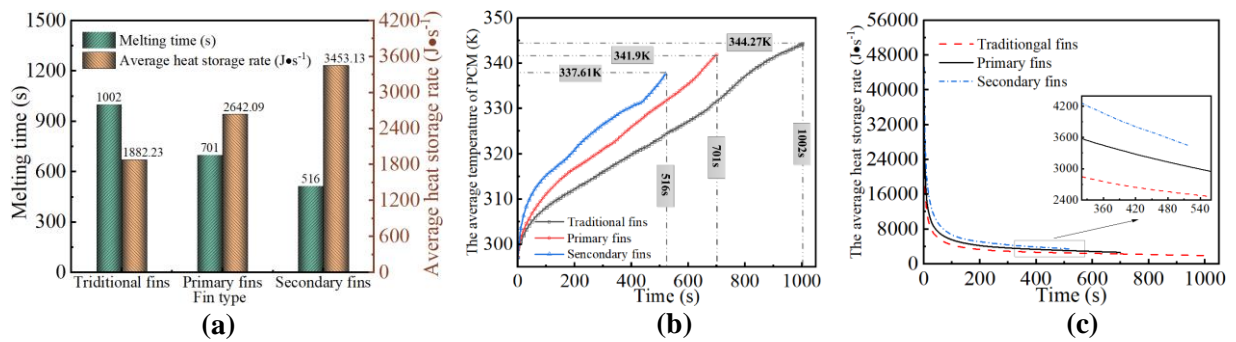 1500
1200
900
600
300
0
Melting time (s)
4200
3600
3000
2400
1800
1200
600
0
Average heat storage rate (J●s⁻¹)
Melting time (s)
Average heat storage rate (J●s⁻¹)
1002
1882.23
701
2642.09
516
3453.13
Triditional fins
Primary fins
Secondary fins
Fin type
(a)
350
340
330
320
310
300
The average temperature of PCM (K)
344.27K
341.9K
337.61K
516s
701s
1002s
Traditional fins
Primary fins
Sencondary fins
0
200
400
600
800
1000
Time (s)
(b)
56000
48000
40000
32000
24000
16000
8000
0
The average heat storage rate (J●s⁻¹)
Traditiongal fins
Primary fins
Secondary fins
4200
3600
3000
2400
360
420
480
540
0
200
400
600
800
1000
Time (s)
(c)